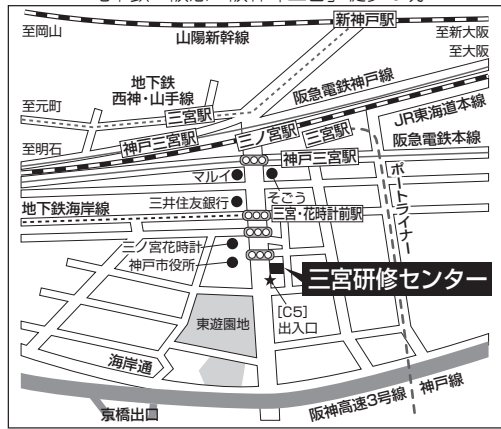 新神戸駅
至岡山
山陽新幹線
至新大阪
至大阪
地下鉄
西神・山手線
阪急電鉄神戸線
至元町
三宮駅
三ノ宮駅
三宮駅
JR東海道本線
至明石
神戸三宮駅
阪急電鉄本線
神戸三宮駅
マルイ
そごう
ポートライナー
三井住友銀行
地下鉄海岸線
三宮・花時計前駅
三ノ宮花時計
神戸市役所
三宮研修センター
[C5]
出入口
東遊園地
海岸通
京橋出口
阪神高速3号線
神戸線